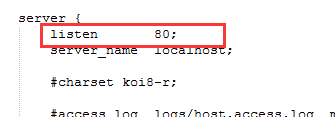 server {
listen 80;
server_name localhost;
#charset koi8-r;
#access_log logs/host.access.log